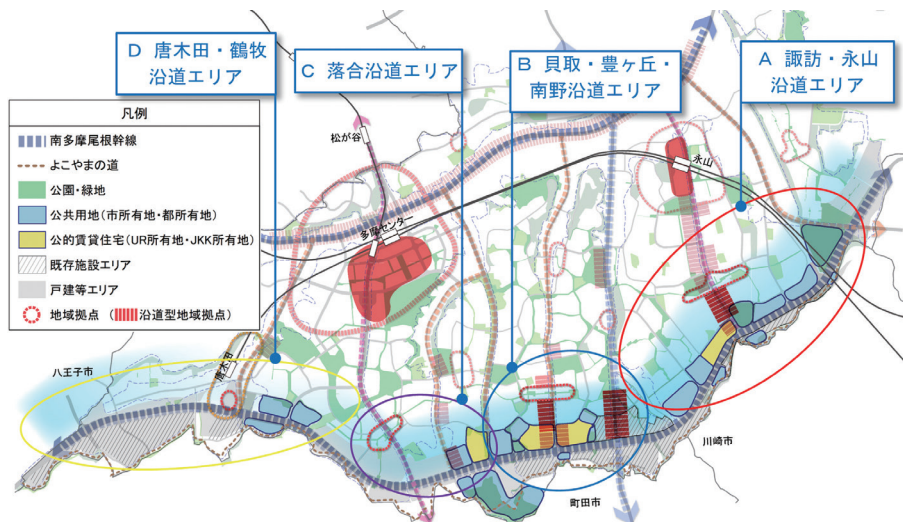 D 唐木田・鶴牧
沿道エリア
C 落合沿道エリア
B 貝取・豊ヶ丘・
南野沿道エリア
A 諏訪・永山
沿道エリア
凡例
南多摩尾根幹線
よこやまの道
公園・緑地
公共用地(市所有地・都所有地)
公的賃貸住宅(UR所有地・JKK所有地)
既存施設エリア
戸建等エリア
地域拠点 (沿道型地域拠点)
松が谷
永山
多摩センター
唐木田
八王子市
川崎市
町田市